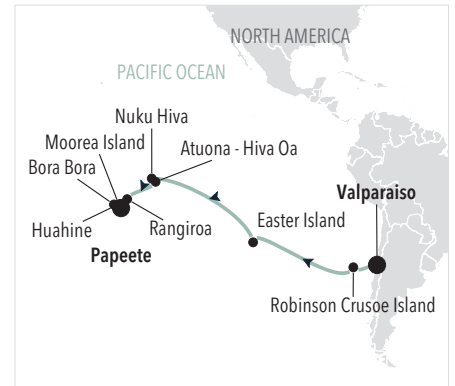 NORTH AMERICA
PACIFIC OCEAN
Nuku Hiva
Moorea Island
Atuona - Hiva Oa
Bora Bora
Valparaiso
Huahine
Rangiroa
Easter Island
Papeete
Robinson Crusoe Island